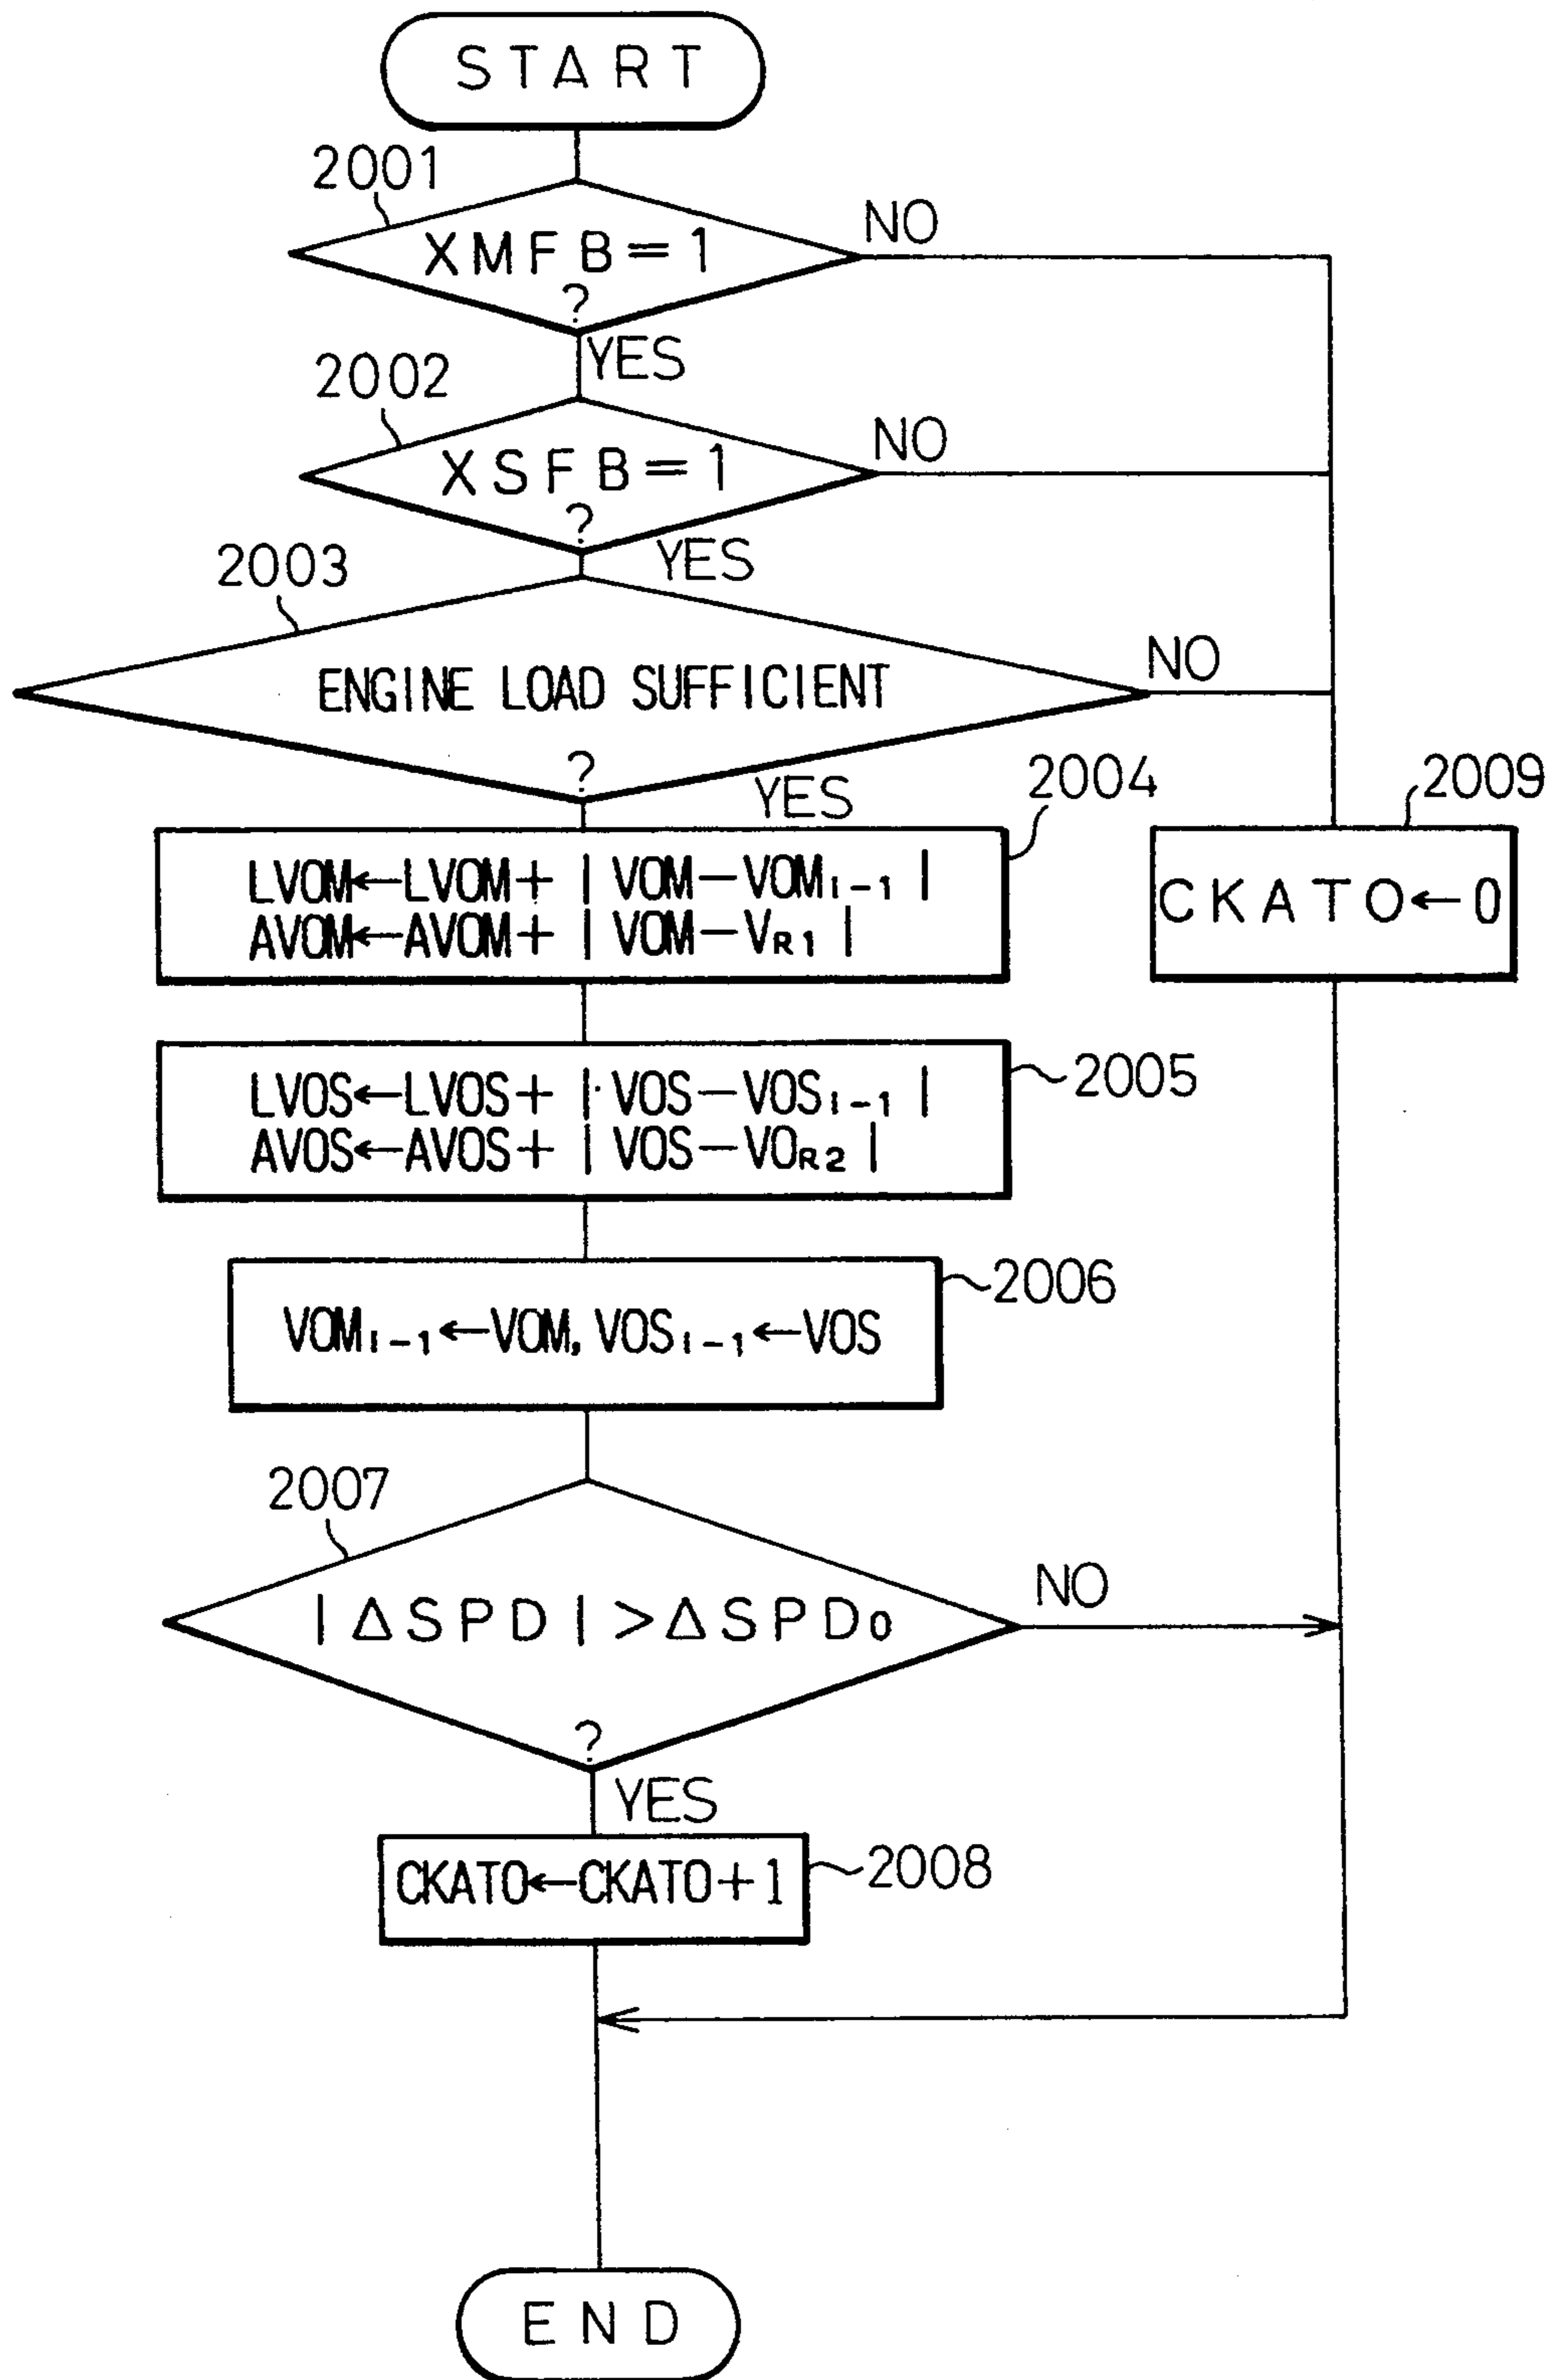 START
2001
XMFB=1
?
NO
YES
2002
XSFB=1
?
NO
YES
2003
ENGINE LOAD SUFFICIENT
?
NO
YES
2004
LVOM←LVOM+|VOM−VOMi-1|
AVOM←AVOM+|VOM−VR1|
2009
CKATO←0
2005
LVOS←LVOS+|VOS−VOSi-1|
AVOS←AVOS+|VOS−VOR2|
2006
VOMi-1←VOM, VOSi-1←VOS
2007
|ΔSPD|>ΔSPD0
?
NO
YES
2008
CKATO←CKATO+1
END